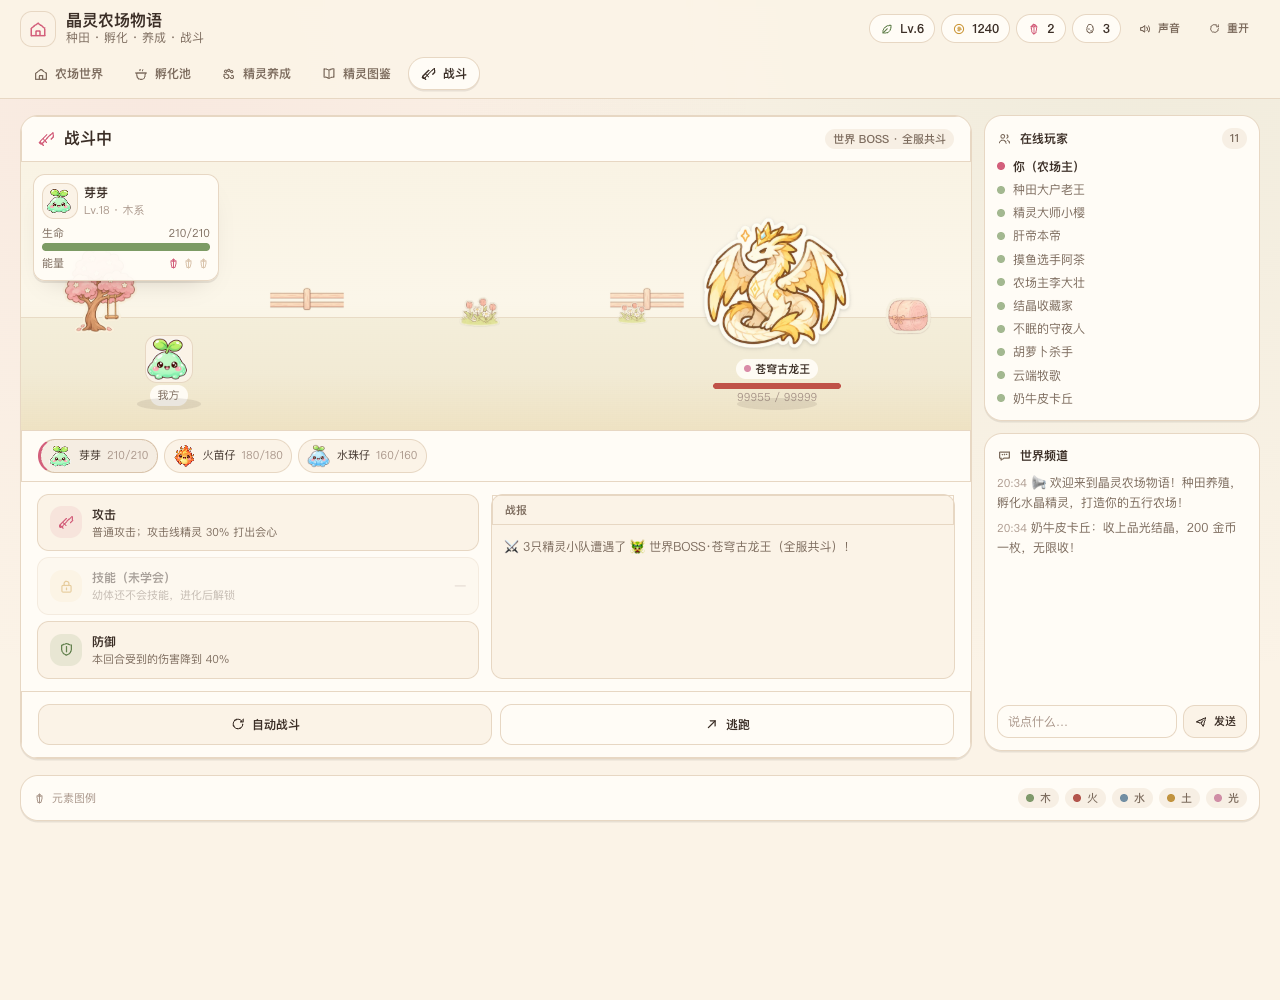 晶灵农场物语
种田 · 孵化 · 养成 · 战斗
Lv.6
1240
2
3
声音
重开
农场世界
孵化池
精灵养成
精灵图鉴
战斗
战斗中
世界 BOSS · 全服共斗
芽芽
Lv.18 · 木系
生命 210/210
能量
我方
苍穹古龙王
99955 / 99999
芽芽 210/210
火苗仔 180/180
水珠仔 160/160
攻击
普通攻击；攻击线精灵 30% 打出会心
技能（未学会）
幼体还不会技能，进化后解锁
—
防御
本回合受到的伤害降到 40%
战报
⚔ 3只精灵小队遭遇了 👹 世界BOSS·苍穹古龙王（全服共斗）！
自动战斗
逃跑
在线玩家
11
你（农场主）
种田大户老王
精灵大师小樱
肝帝本帝
摸鱼选手阿茶
农场主李大壮
结晶收藏家
不眠的守夜人
胡萝卜杀手
云端牧歌
奶牛皮卡丘
世界频道
20:34 📢 欢迎来到晶灵农场物语！种田养殖，
孵化水晶精灵，打造你的五行农场！
20:34 奶牛皮卡丘：收上品光结晶，200 金币
一枚，无限收！
说点什么…
发送
元素图例
木
火
水
土
光